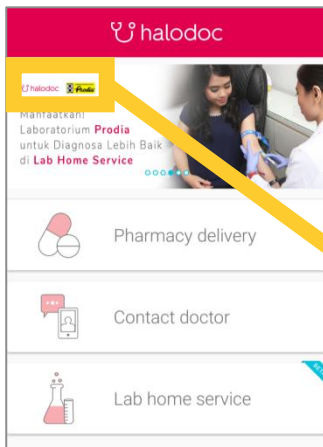 halodoc
halodoc Prodia
Manfaatkan!
Laboratorium Prodia
untuk Diagnosa Lebih Baik
di Lab Home Service
Pharmacy delivery
Contact doctor
Lab home service